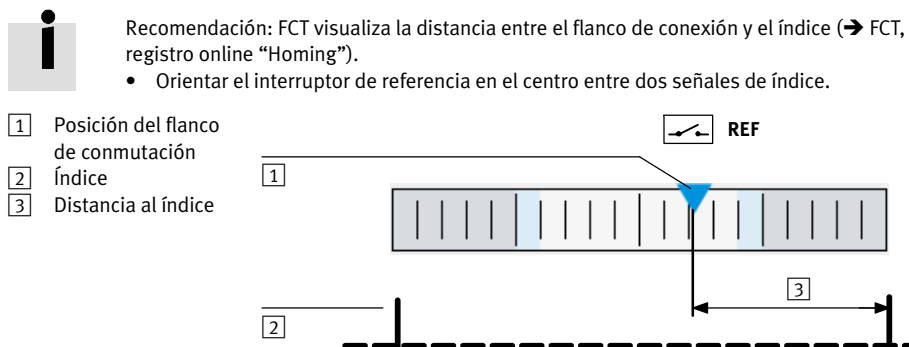 i
Recomendación: FCT visualiza la distancia entre el flanco de conexión y el índice (➔ FCT,
registro online “Homing”).
• Orientar el interruptor de referencia en el centro entre dos señales de índice.
1 Posición del flanco
de conmutación
2 Índice
3 Distancia al índice
REF
1
3
2